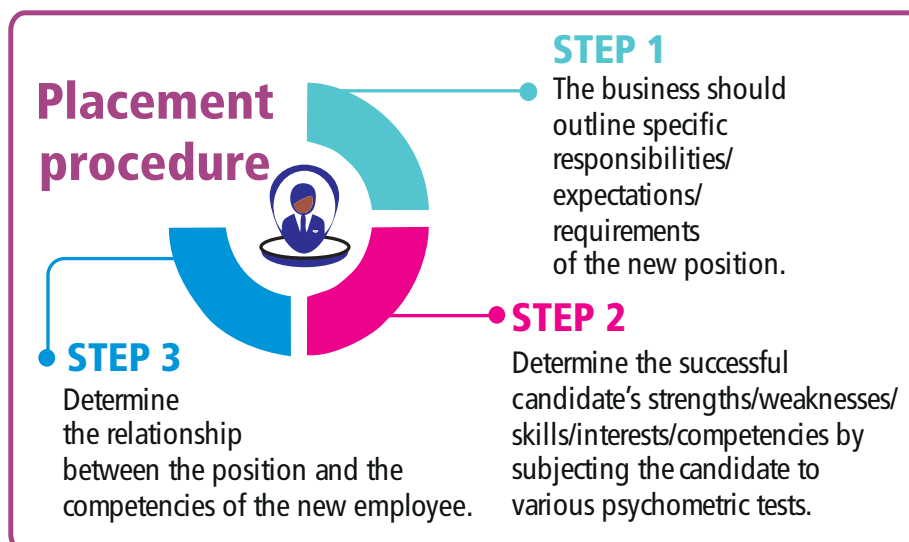 Placement
procedure
STEP 1
The business should
outline specific
responsibilities/
expectations/
requirements
of the new position.
STEP 2
Determine the successful
candidate's strengths/weaknesses/
skills/interests/competencies by
subjecting the candidate to
various psychometric tests.
STEP 3
Determine
the relationship
between the position and the
competencies of the new employee.